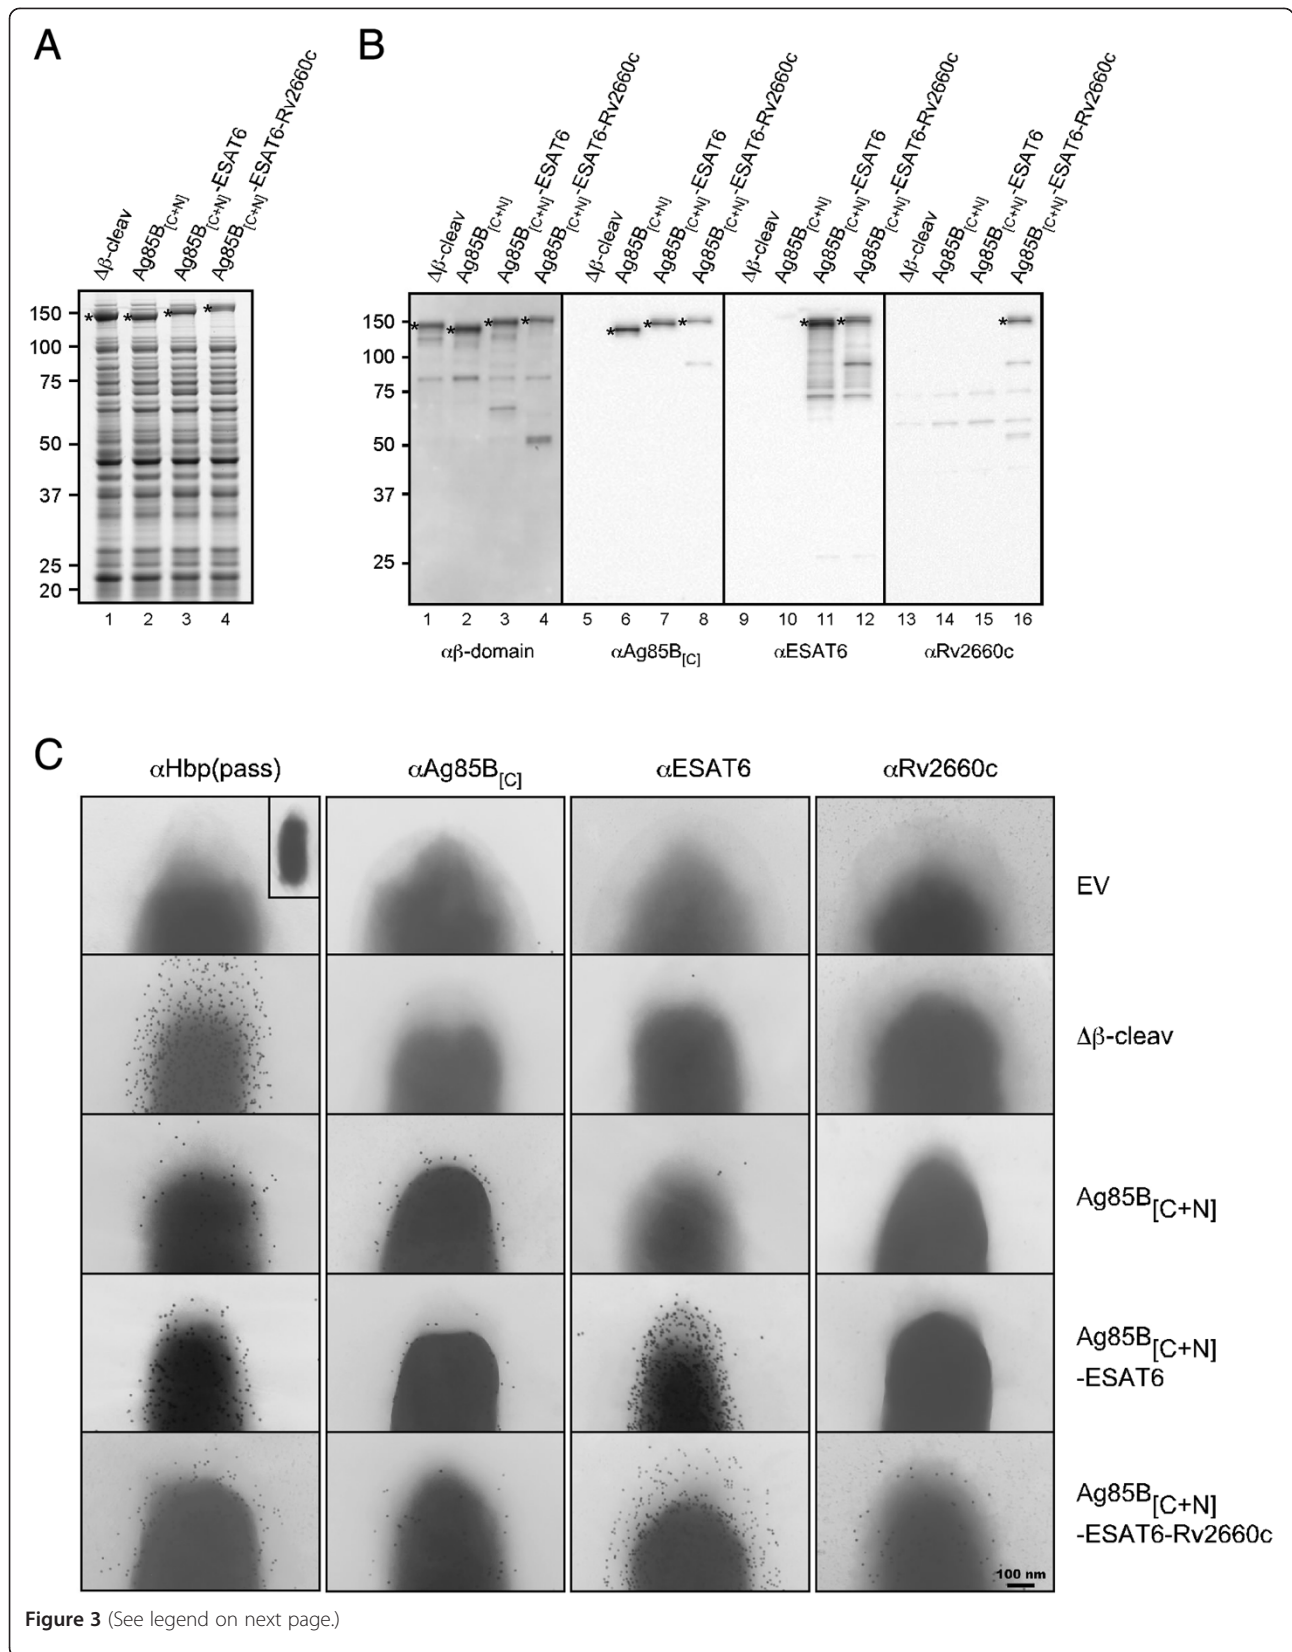 A
Δβ-cleav
Ag85B[C+N]
Ag85B[C+N]-ESAT6
Ag85B[C+N]-ESAT6-Rv2660c
150
100
75
50
37
25
20
*
*
*
*
1 2 3 4
B
Δβ-cleav
Ag85B[C+N]
Ag85B[C+N]-ESAT6
Ag85B[C+N]-ESAT6-Rv2660c
Δβ-cleav
Ag85B[C+N]
Ag85B[C+N]-ESAT6
Ag85B[C+N]-ESAT6-Rv2660c
Δβ-cleav
Ag85B[C+N]
Ag85B[C+N]-ESAT6
Ag85B[C+N]-ESAT6-Rv2660c
Δβ-cleav
Ag85B[C+N]
Ag85B[C+N]-ESAT6
Ag85B[C+N]-ESAT6-Rv2660c
150
100
75
50
37
25
*
*
*
*
*
*
*
*
*
*
1 2 3 4 5 6 7 8 9 10 11 12 13 14 15 16
αβ-domain αAg85B[C] αESAT6 αRv2660c
C
αHbp(pass) αAg85B[C] αESAT6 αRv2660c
EV
Δβ-cleav
Ag85B[C+N]
Ag85B[C+N]
-ESAT6
Ag85B[C+N]
-ESAT6-Rv2660c
100 nm
Figure 3 (See legend on next page.)